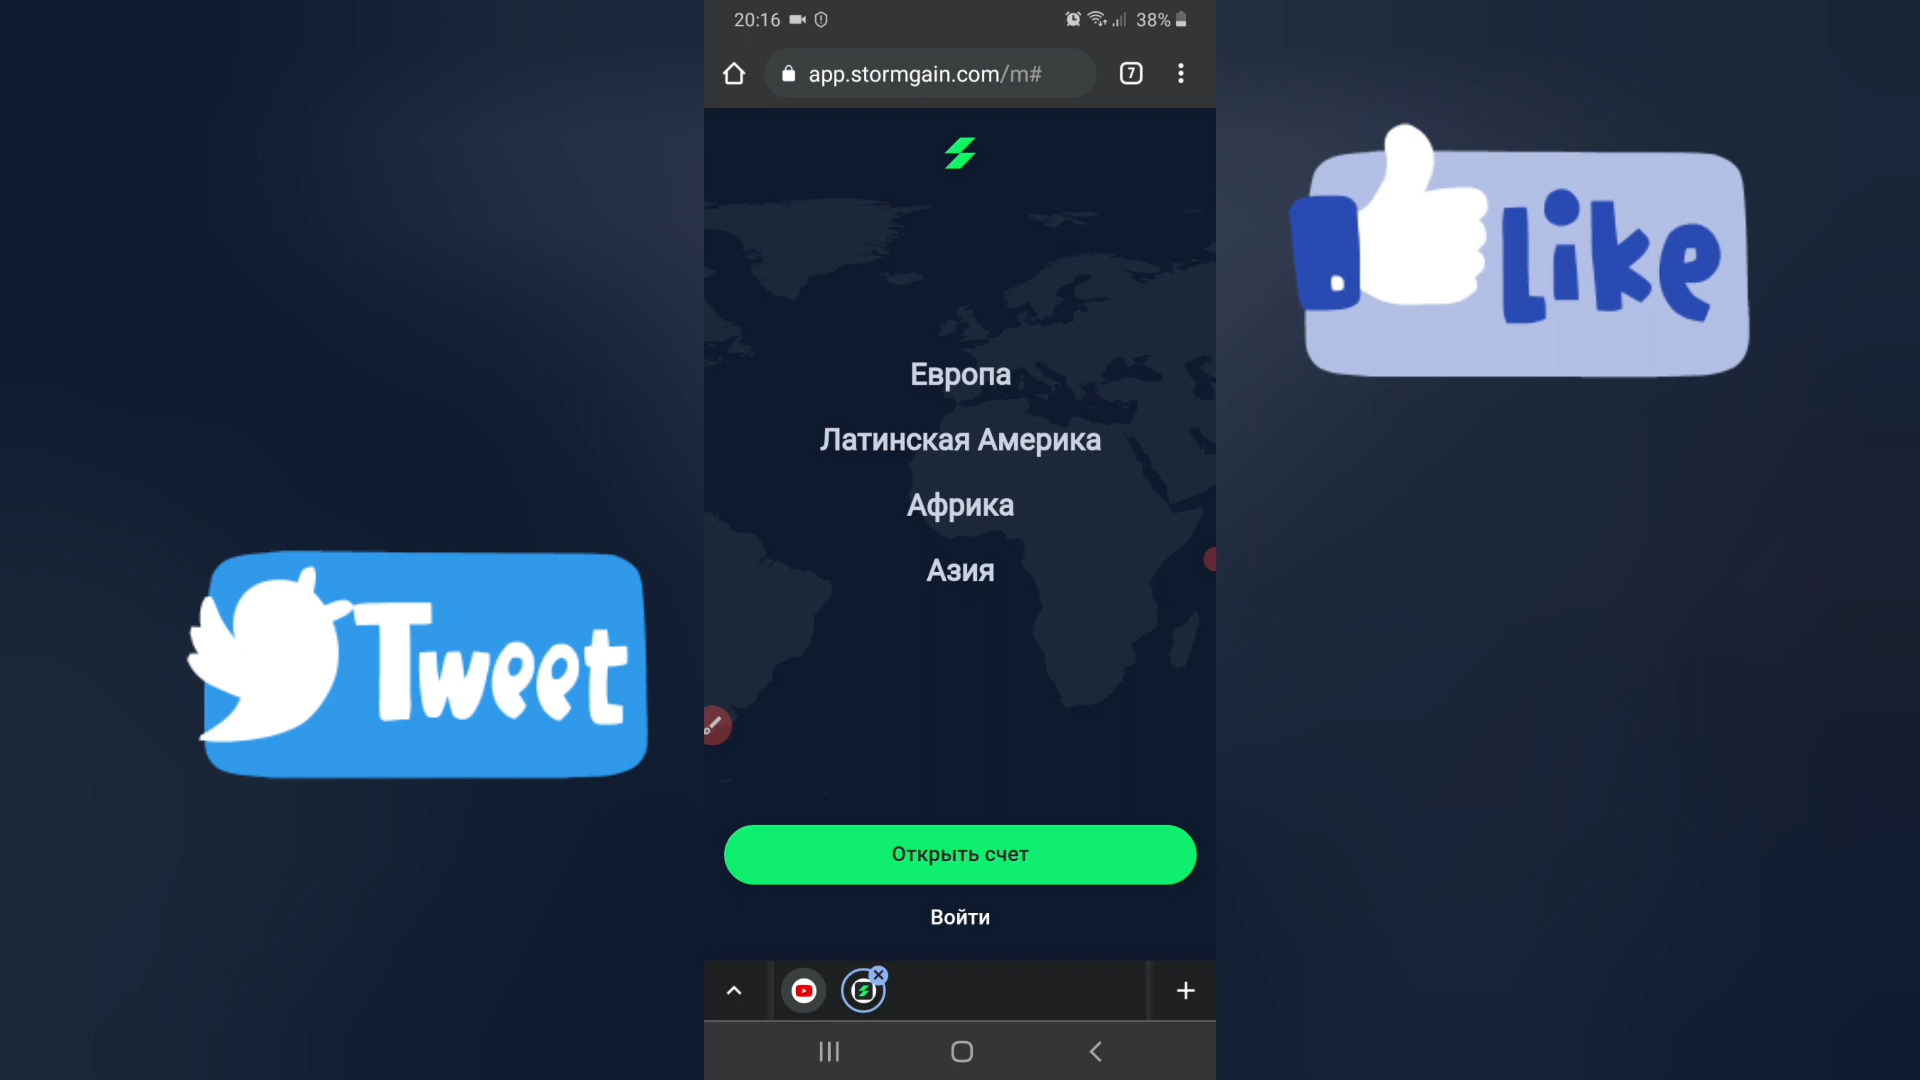 20:16
38%
app.stormgain.com/m#
7
Like
Европа
Латинская Америка
Африка
Азия
Tweet
Открыть счет
Войти